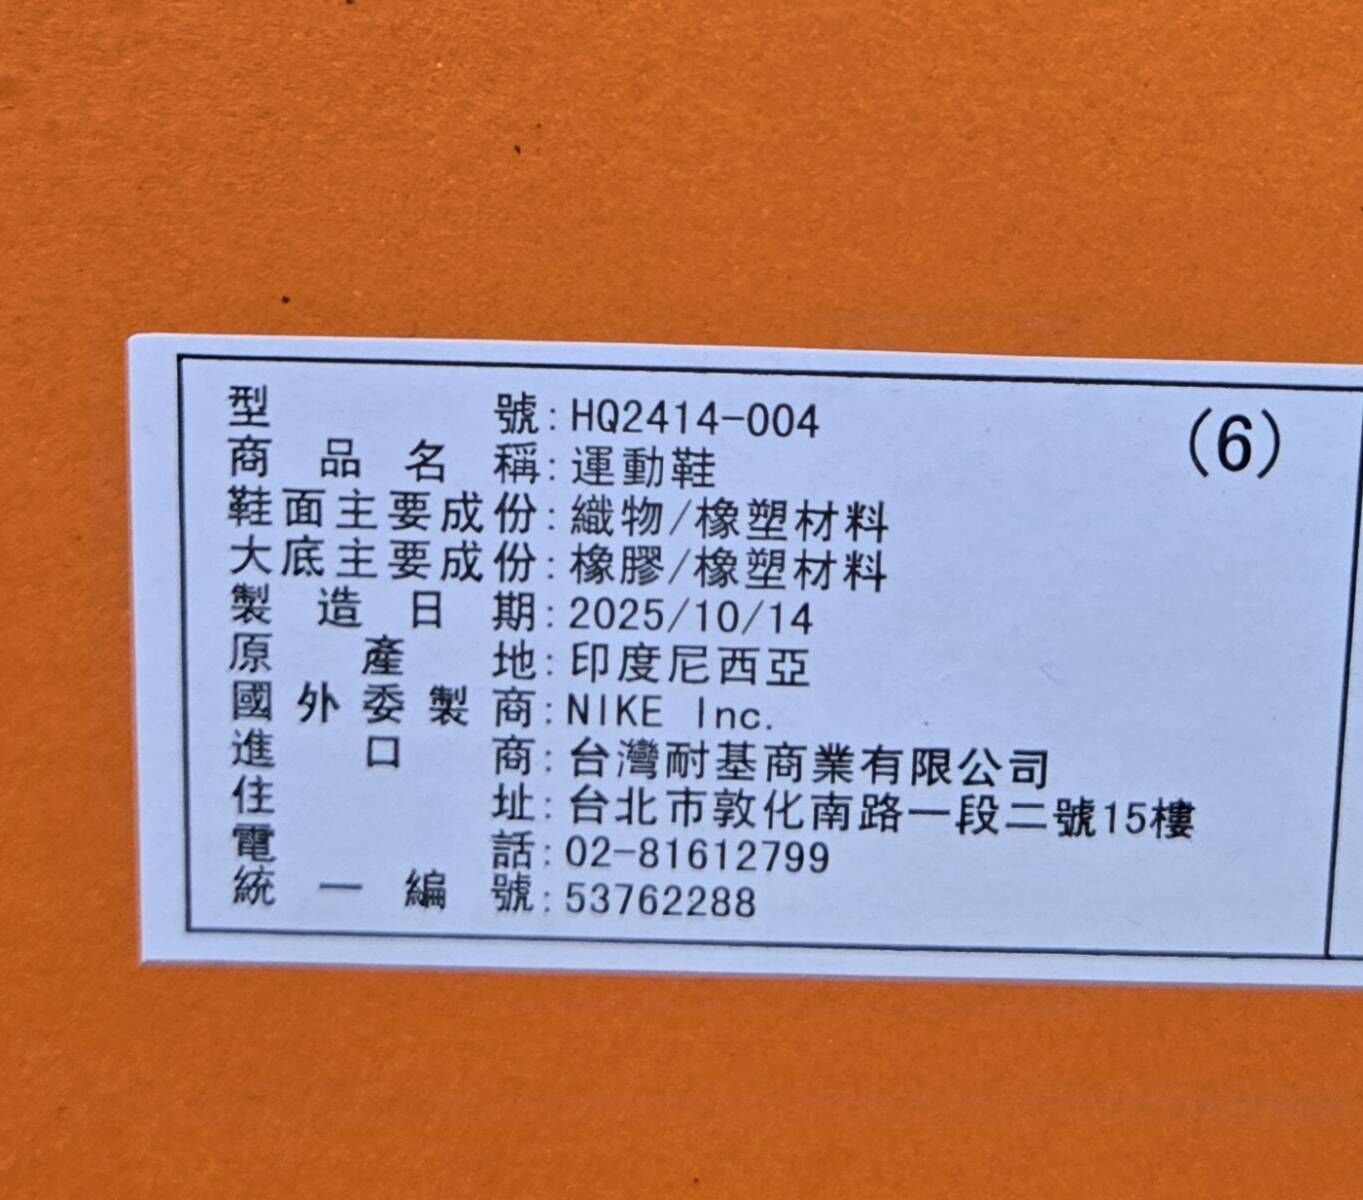 型號:HQ2414-004 (6)
商品名稱:運動鞋
鞋面主要成份:織物/橡塑材料
大底主要成份:橡膠/橡塑材料
製造日期:2025/10/14
原產地:印度尼西亞
國外委製商:NIKE Inc.
進口商:台灣耐基商業有限公司
住址:台北市敦化南路一段二號15樓
電話:02-81612799
統一編號:53762288